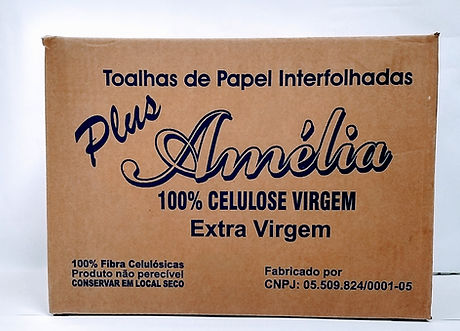 Toalhas de Papel Interfolhadas
Plus
Amélia
100% CELULOSE VIRGEM
Extra Virgem
100% Fibra Celulósicas
Produto não perecível
CONSERVAR EM LOCAL SECO
Fabricado por
CNPJ: 05.509.824/0001-05